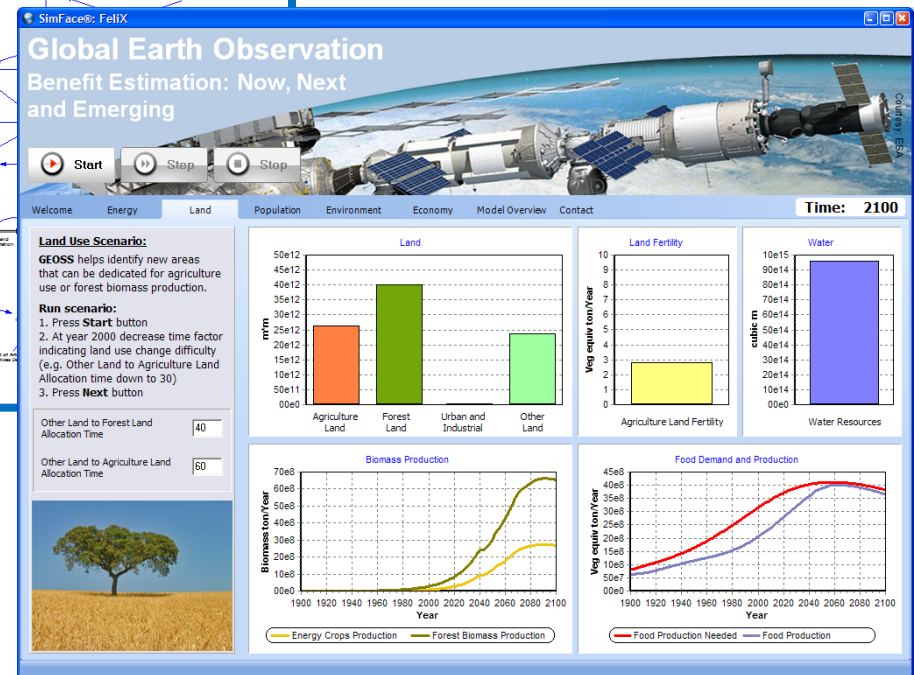 SimFace®: FeliX
Global Earth Observation
Benefit Estimation: Now, Next
and Emerging
Courtesy: ESA
Start
Step
Stop
Welcome Energy Land Population Environment Economy Model Overview Contact
Time: 2100
Land Use Scenario:
GEOSS helps identify new areas
that can be dedicated for agriculture
use or forest biomass production.
Run scenario:
1. Press Start button
2. At year 2000 decrease time factor
indicating land use change difficulty
(e.g. Other Land to Agriculture Land
Allocation time down to 30)
3. Press Next button
Other Land to Forest Land
Allocation Time
40
Other Land to Agriculture Land
Allocation Time
60
Land
m*m
50e12
45e12
40e12
35e12
30e12
25e12
20e12
15e12
10e12
50e11
00e0
Agriculture Land
Forest Land
Urban and Industrial
Other Land
Land Fertility
Veg equiv ton/Year
10
9
8
7
6
5
4
3
2
1
0
Agriculture Land Fertility
Water
cubic m
10e15
90e14
80e14
70e14
60e14
50e14
40e14
30e14
20e14
10e14
00e0
Water Resources
Biomass Production
Biomass ton/Year
70e8
60e8
50e8
40e8
30e8
20e8
10e8
00e0
1900 1920 1940 1960 1980 2000 2020 2040 2060 2080 2100
Year
Energy Crops Production Forest Biomass Production
Food Demand and Production
Veg equiv ton/Year
45e8
40e8
35e8
30e8
25e8
20e8
15e8
10e8
50e7
00e0
1900 1920 1940 1960 1980 2000 2020 2040 2060 2080 2100
Year
Food Production Needed Food Production